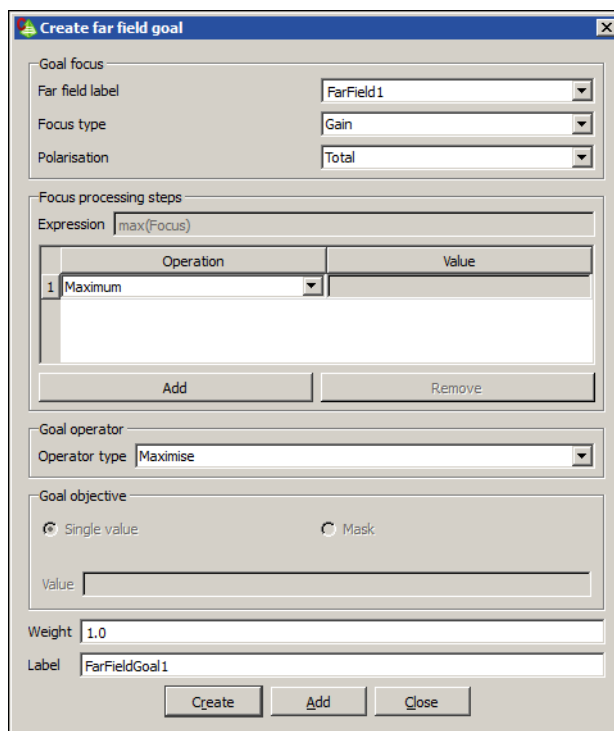 Create far field goal
Goal focus
Far field label FarField1
Focus type Gain
Polarisation Total
Focus processing steps
Expression max(Focus)
Operation Value
1 Maximum
Add Remove
Goal operator
Operator type Maximise
Goal objective
Single value Mask
Value
Weight 1.0
Label FarFieldGoal1
Create Add Close